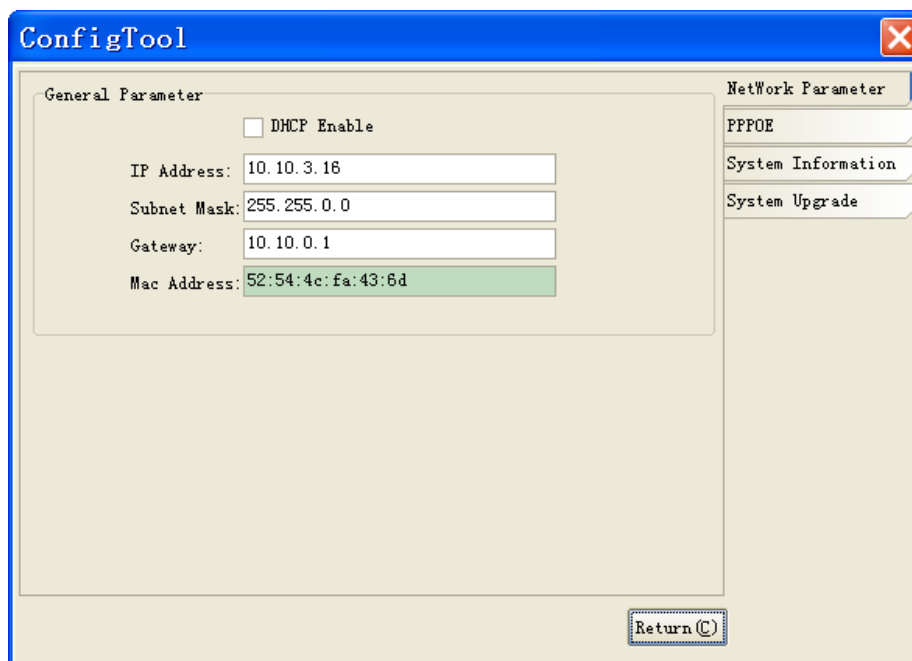 ConfigTool
General Parameter
DHCP Enable
IP Address: 10.10.3.16
Subnet Mask: 255.255.0.0
Gateway: 10.10.0.1
Mac Address: 52:54:4c:fa:43:6d
NetWork Parameter
PPPOE
System Information
System Upgrade
Return(C)